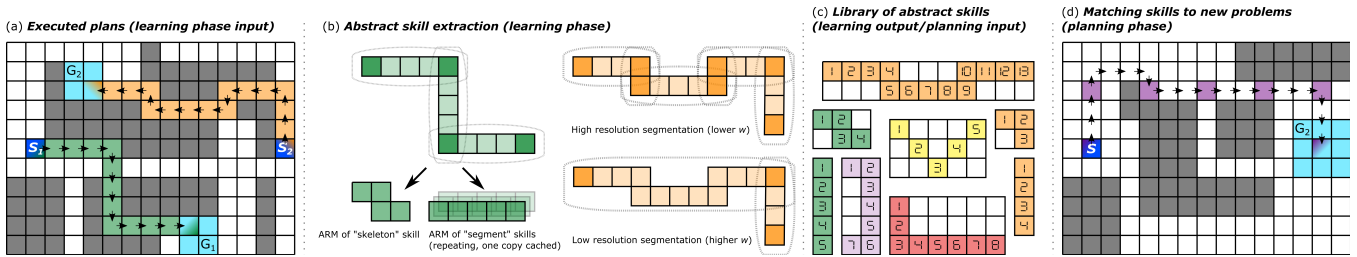 (a) Executed plans (learning phase input)
G2
S1
S2
G1
(b) Abstract skill extraction (learning phase)
ARM of "skeleton" skill
ARM of "segment" skills
(repeating, one copy cached)
High resolution segmentation (lower w)
Low resolution segmentation (higher w)
(c) Library of abstract skills
(learning output/planning input)
1 2 3 4 10 11 12 13
5 6 7 8 9
1 2
3 4
1 5
2 4
3
1 2
3
1
2
3
4
5
1 2
3
4
5
7 6
1
2
3 4 5 6 7 8
1
2
3
4
(d) Matching skills to new problems
(planning phase)
S
G2